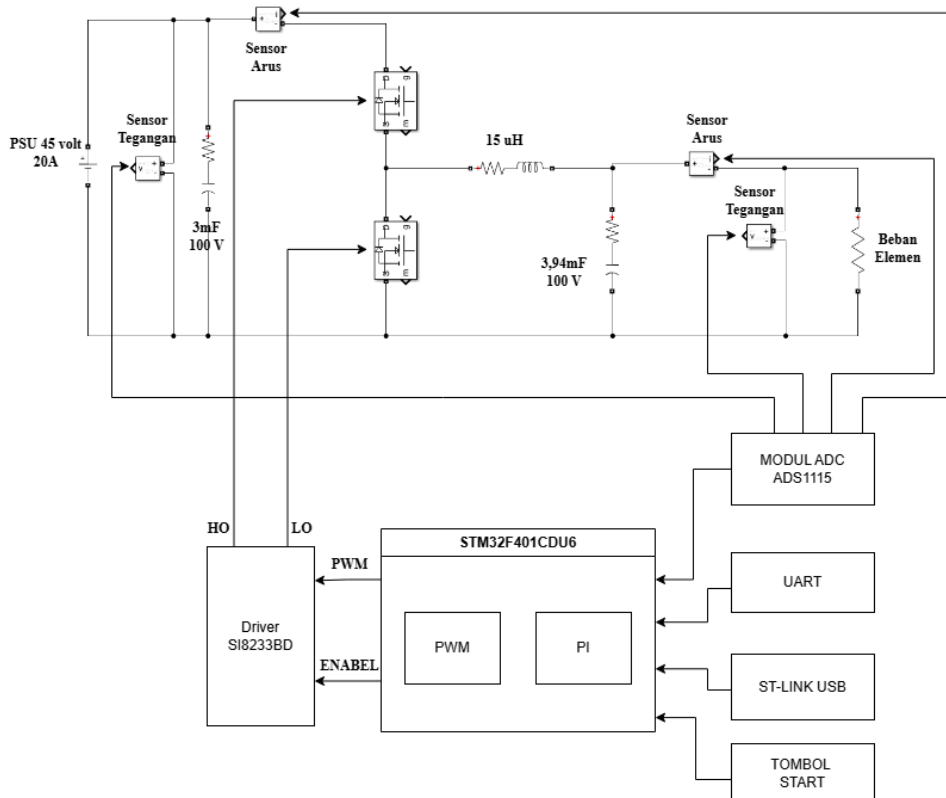 Sensor
Arus
PSU 45 volt
20A
Sensor
Tegangan
3mF
100 V
15 uH
Sensor
Arus
Sensor
Tegangan
3,94mF
100 V
Beban
Elemen
MODUL ADC
ADS1115
HO
LO
PWM
ENABEL
Driver
SI8233BD
STM32F401CDU6
PWM
PI
UART
ST-LINK USB
TOMBOL
START